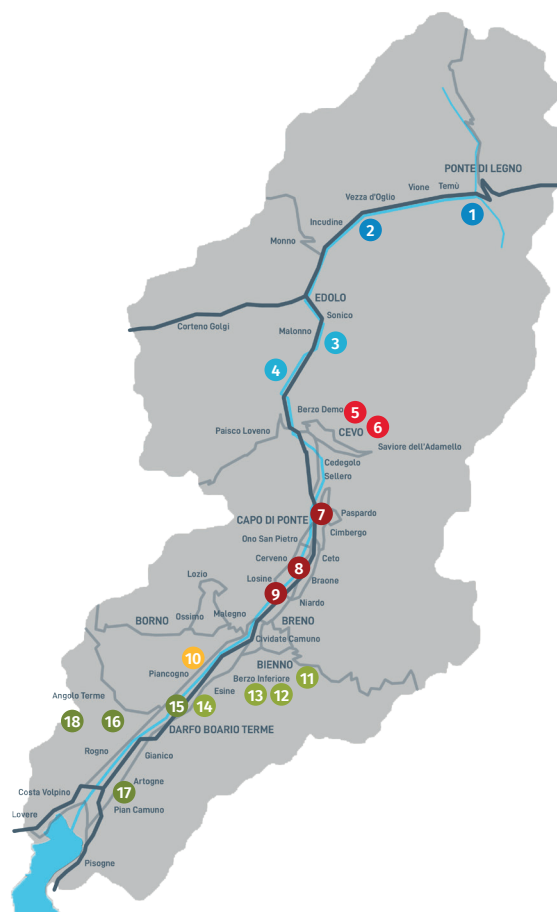 PONTE DI LEGNO
Temù
Vione
Vezza d'Oglio
1
Incudine
2
Monno
EDOLO
Sonico
Corteno Golgi
Malonno
3
4
Berzo Demo
5
6
CEVO
Paisco Loveno
Saviore dell'Adamello
Cedegolo
Sellero
7
Paspardo
CAPO DI PONTE
Cimbergo
Ono San Pietro
Cerveno
8
Ceto
Lozio
Losine
Braone
9
Niardo
Ossimo
Malegno
BORNO
BRENO
Cividate Camuno
10
BIENNO
Piancogno
Berzo Inferiore
11
Angolo Terme
Esine
13
12
15
14
18
16
DARFO BOARIO TERME
Rogno
Gianico
Artogne
Costa Volpino
17
Pian Camuno
Lovere
Pisogne